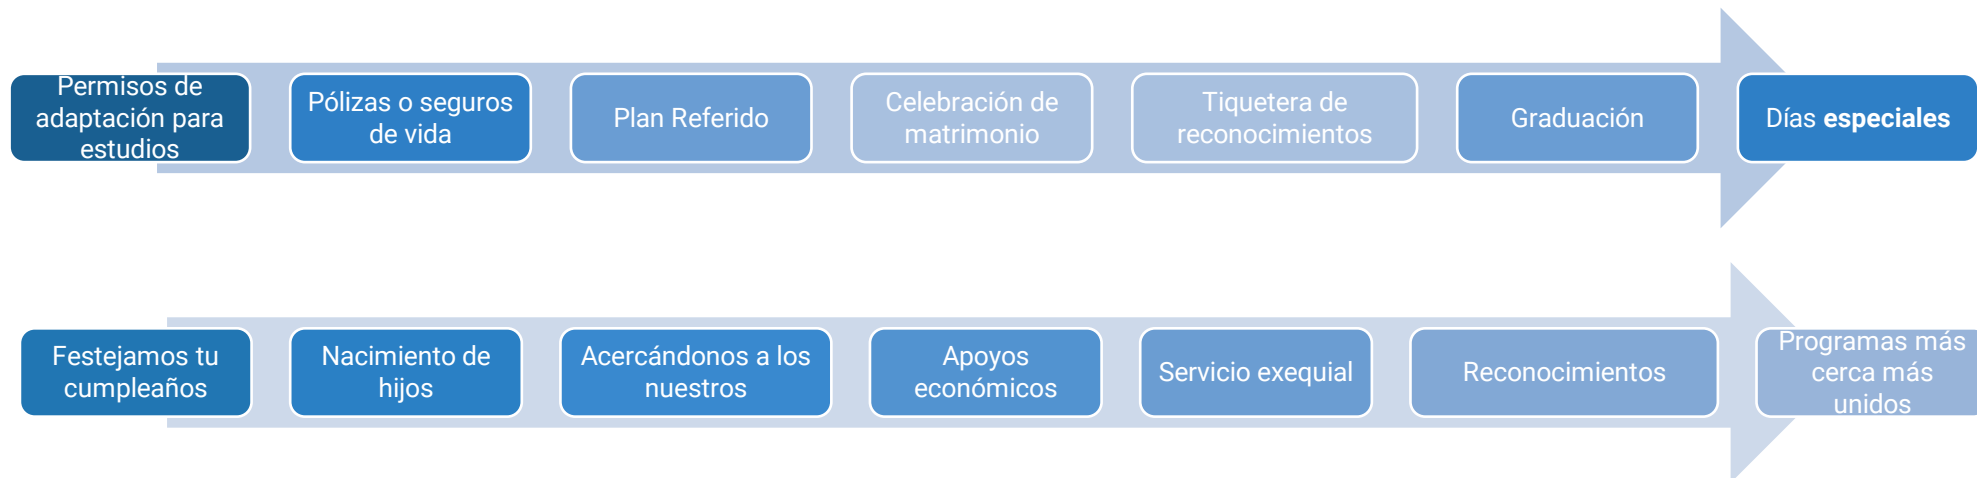 Permisos de
adaptación para
estudios
Pólizas o seguros
de vida
Plan Referido
Celebración de
matrimonio
Tiquetera de
reconocimientos
Graduación
Días especiales
Festejamos tu
cumpleaños
Nacimiento de
hijos
Acercándonos a los
nuestros
Apoyos
económicos
Servicio exequial
Reconocimientos
Programas más
cerca más
unidos